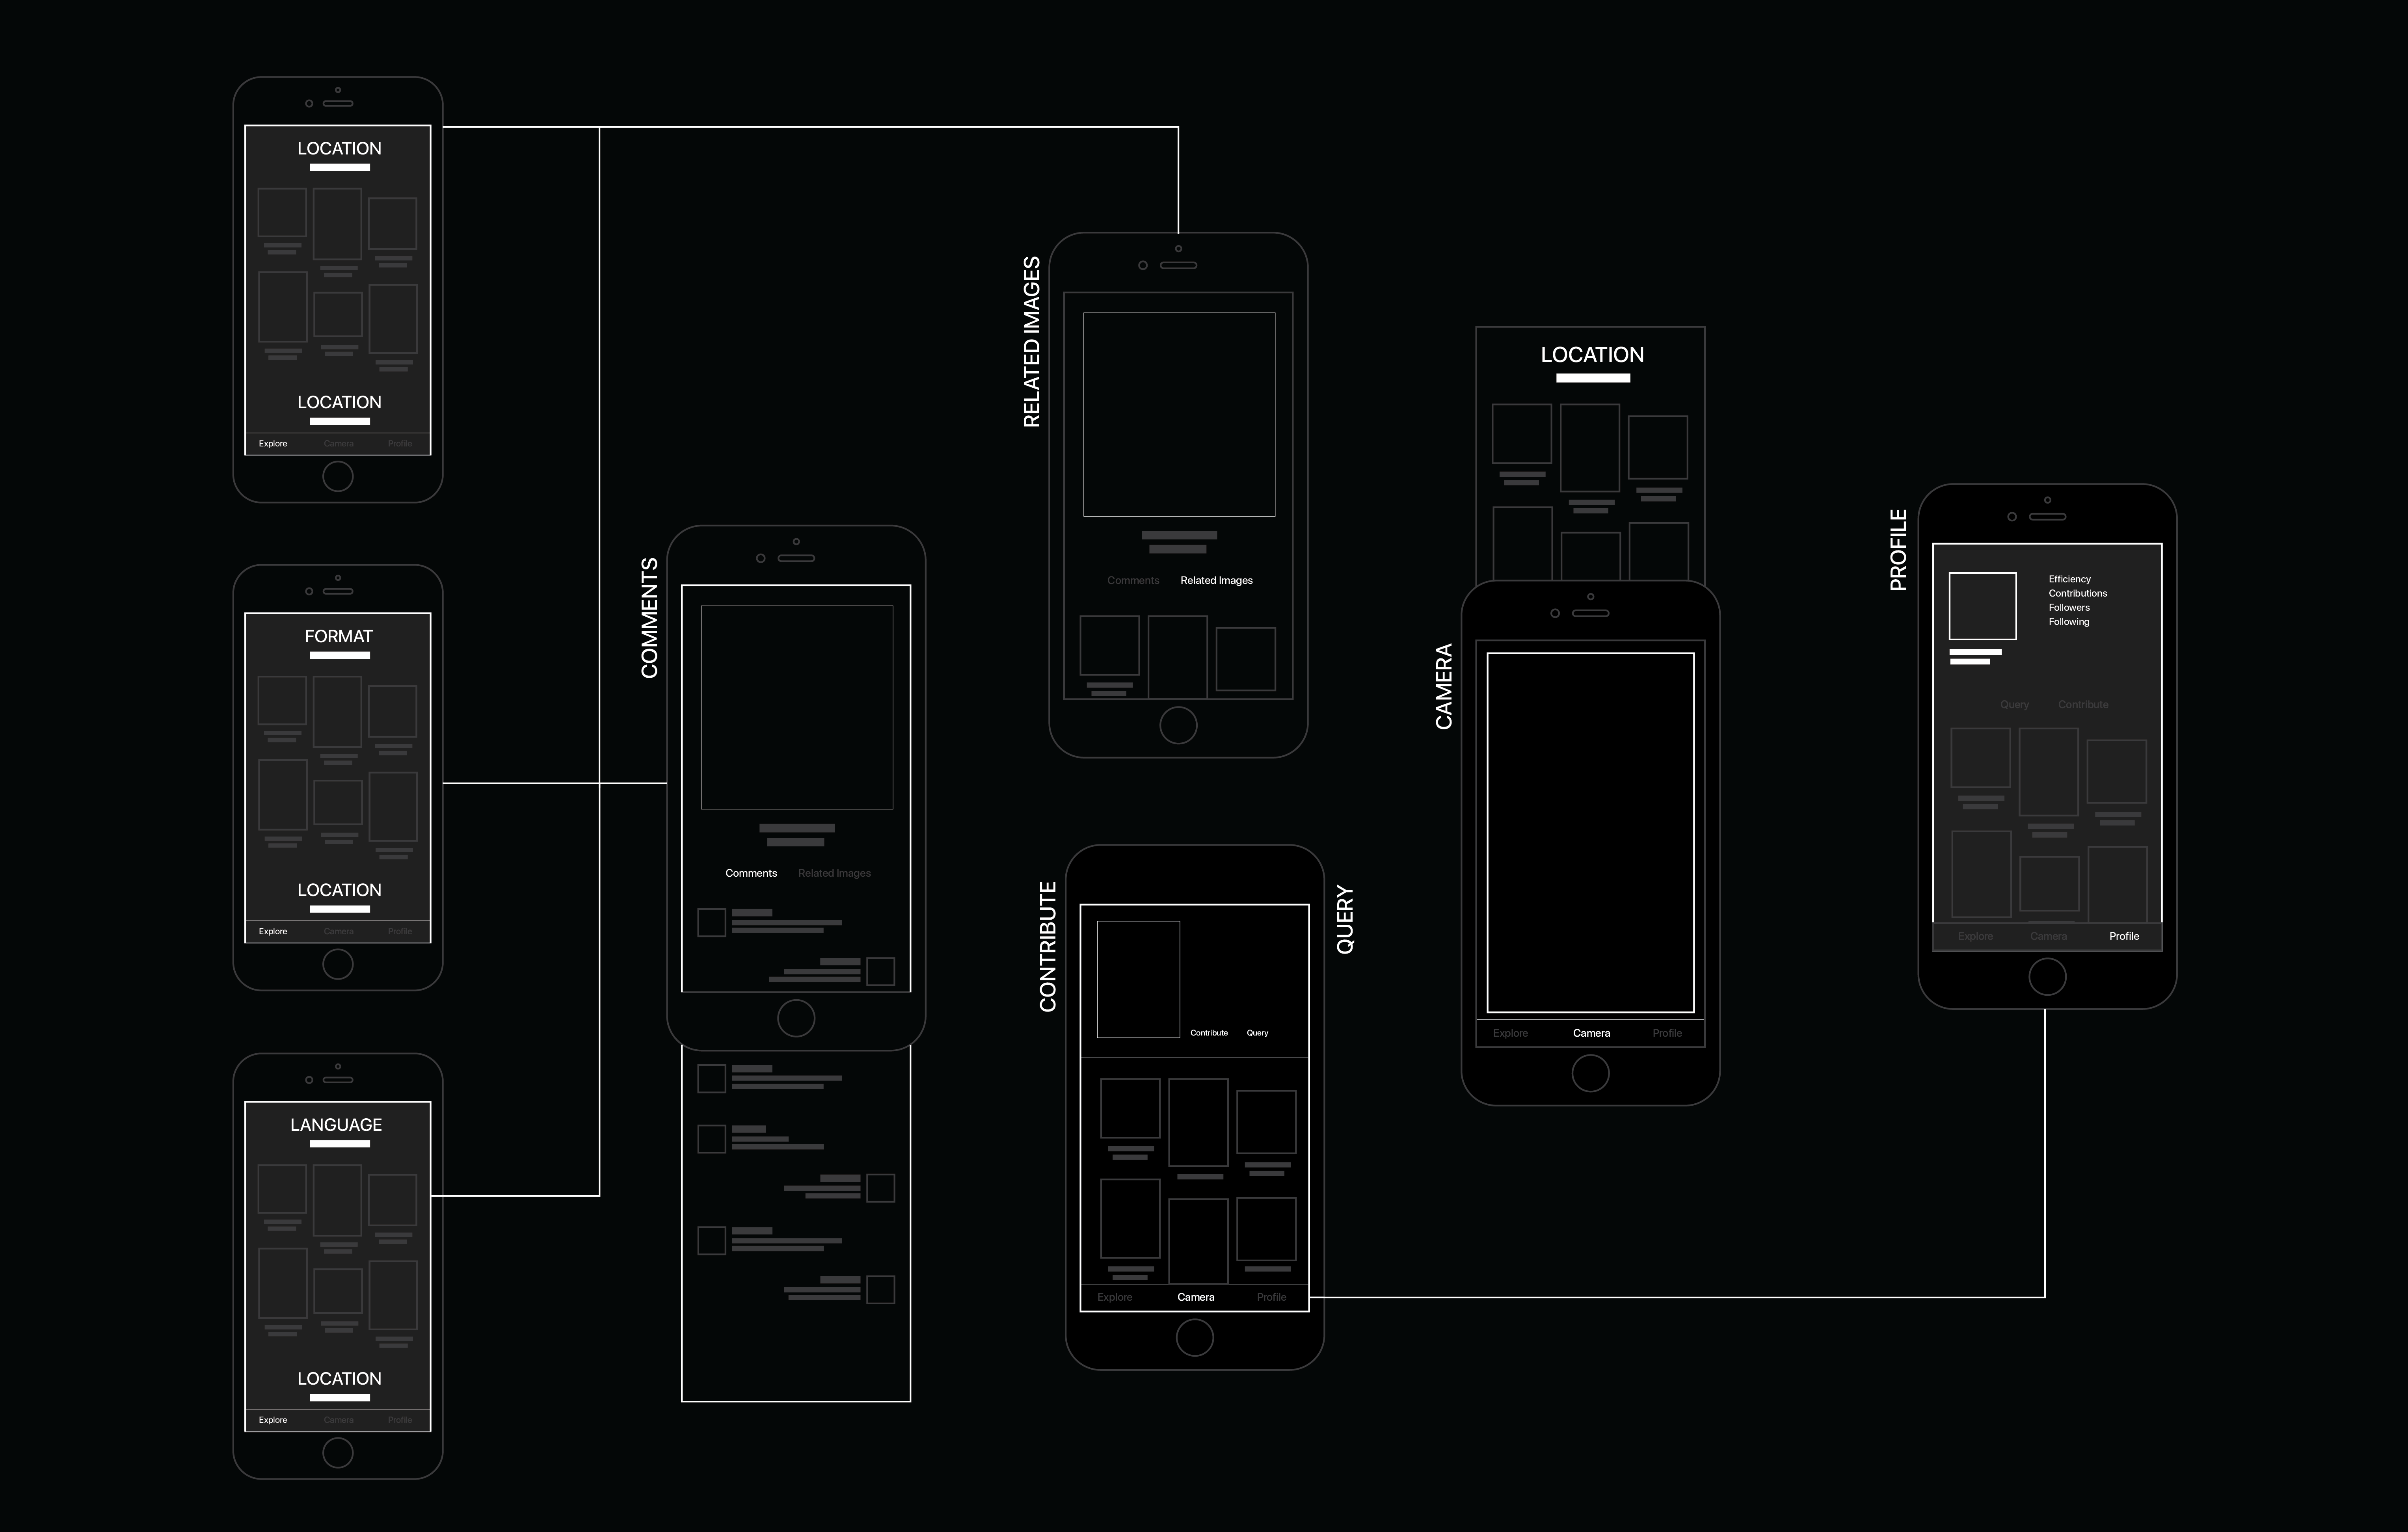 LOCATION
LOCATION
Explore Camera Profile
FORMAT
LOCATION
Explore Camera Profile
LANGUAGE
LOCATION
Explore Camera Profile
COMMENTS
Comments Related Images
RELATED IMAGES
Comments Related Images
CONTRIBUTE
QUERY
Contribute Query
Explore Camera Profile
LOCATION
CAMERA
Explore Camera Profile
PROFILE
Efficiency
Contributions
Followers
Following
Query Contribute
Explore Camera Profile